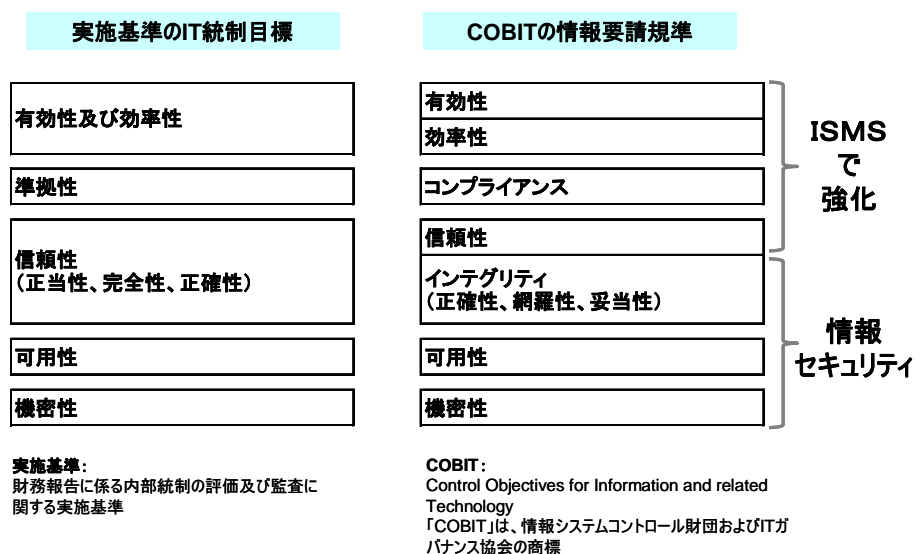 実施基準のIT統制目標
COBITの情報要請規準
有効性及び効率性
準拠性
信頼性
（正当性、完全性、正確性）
可用性
機密性
有効性
効率性
コンプライアンス
信頼性
インテグリティ
（正確性、網羅性、妥当性）
可用性
機密性
ISMS
で
強化
情報
セキュリティ
実施基準：
財務報告に係る内部統制の評価及び監査に
関する実施基準
COBIT：
Control Objectives for Information and related
Technology
「COBIT」は、情報システムコントロール財団およびITガ
バナンス協会の商標